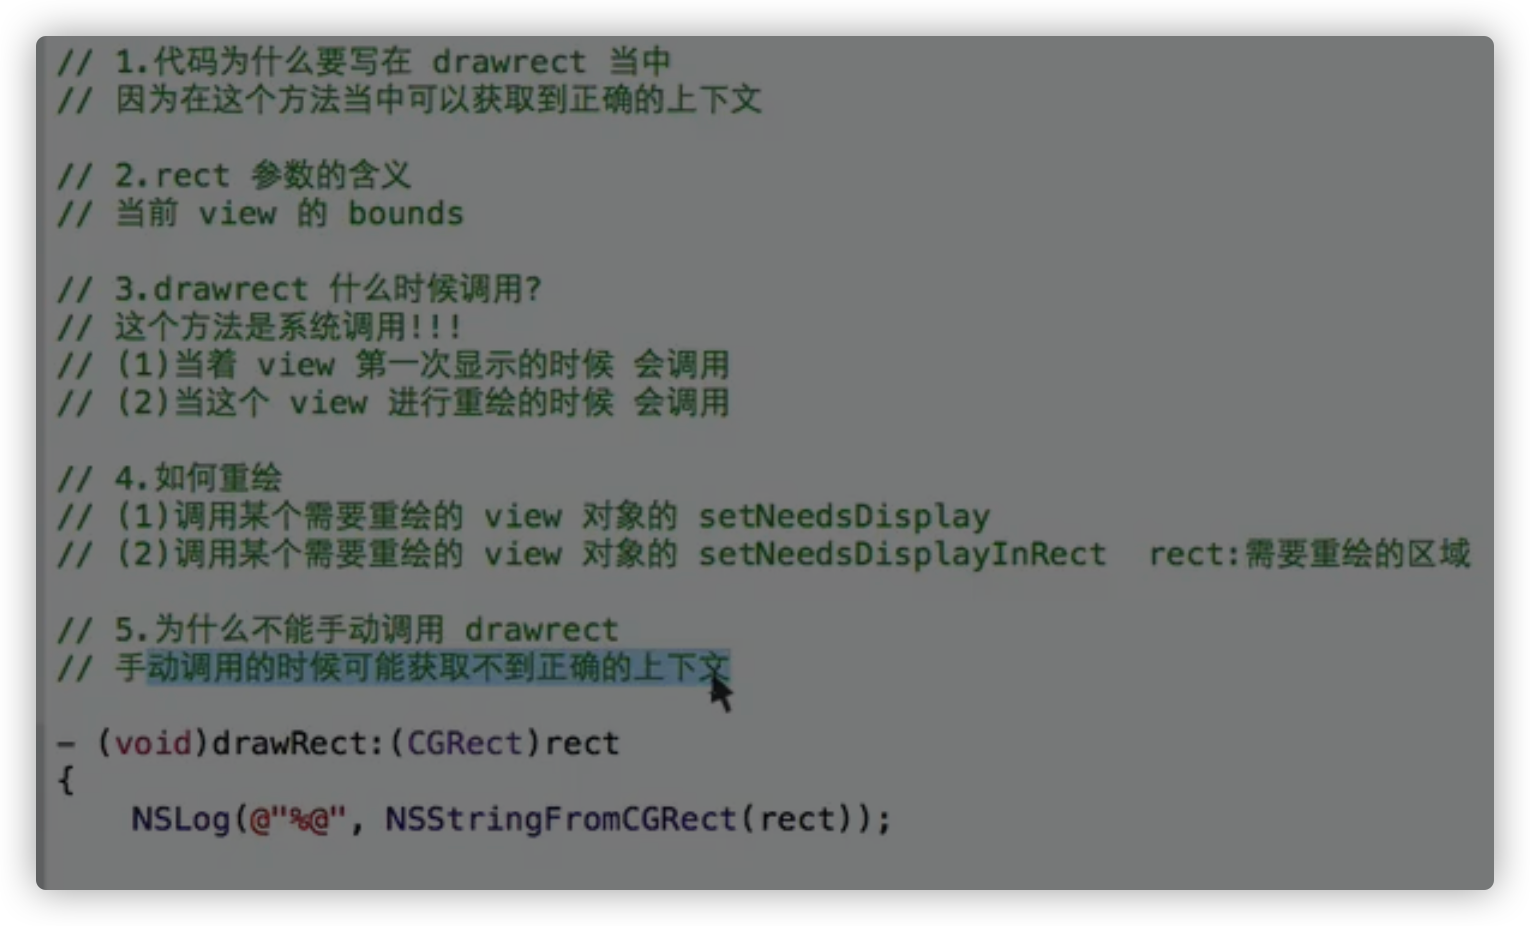 // 1.代码为什么要写在 drawrect 当中
// 因为在这个方法当中可以获取到正确的上下文
// 2.rect 参数的含义
// 当前 view 的 bounds
// 3.drawrect 什么时候调用?
// 这个方法是系统调用!!!
// (1)当着 view 第一次显示的时候 会调用
// (2)当这个 view 进行重绘的时候 会调用
// 4.如何重绘
// (1)调用某个需要重绘的 view 对象的 setNeedsDisplay
// (2)调用某个需要重绘的 view 对象的 setNeedsDisplayInRect  rect:需要重绘的区域
// 5.为什么不能手动调用 drawrect
// 手动调用的时候可能获取不到正确的上下文
- (void)drawRect:(CGRect)rect
{
    NSLog(@"%@", NSStringFromCGRect(rect));